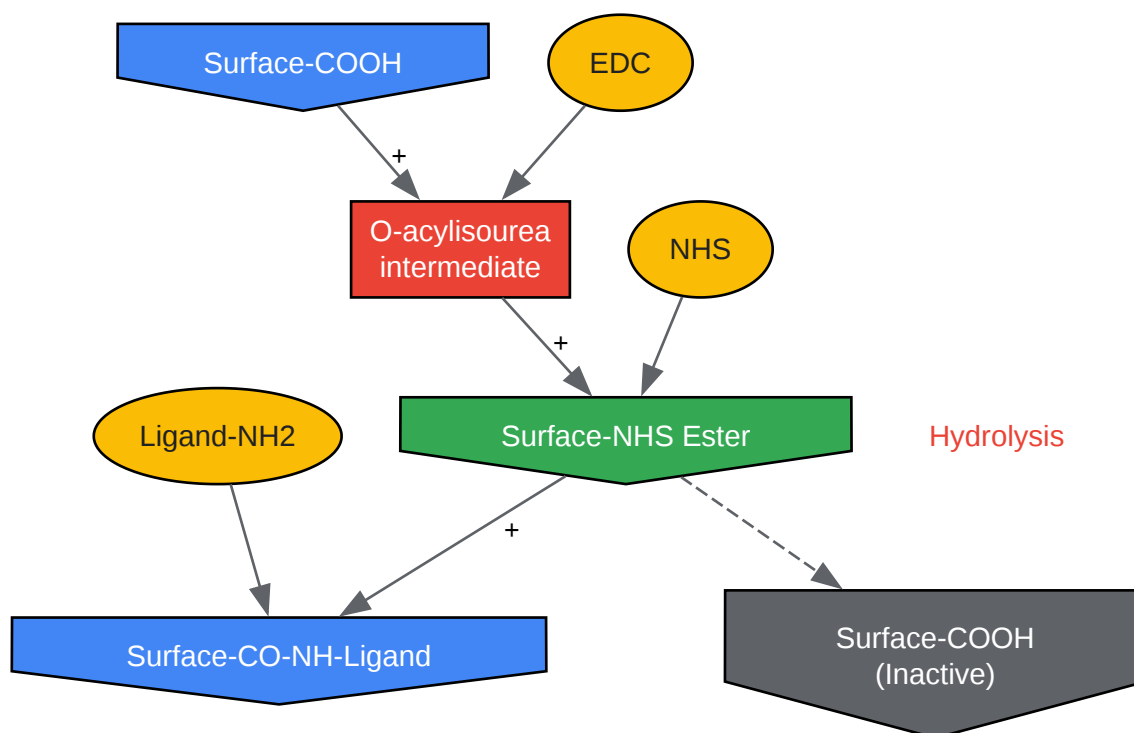 Surface-COOH
EDC
+
O-acylisourea
intermediate
NHS
+
Ligand-NH2
Surface-NHS Ester
Hydrolysis
+
Surface-CO-NH-Ligand
Surface-COOH
(Inactive)